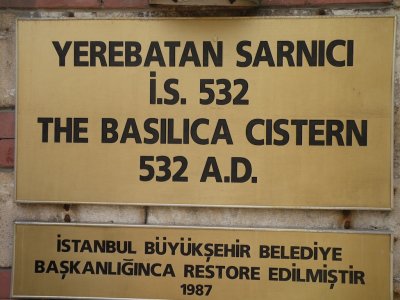 YEREBATAN SARNICI
İ.S. 532
THE BASILICA CISTERN
532 A.D.
İSTANBUL BÜYÜKŞEHİR BELEDİYE
BAŞKANLIĞINCA RESTORE EDİLMİŞTİR
1987